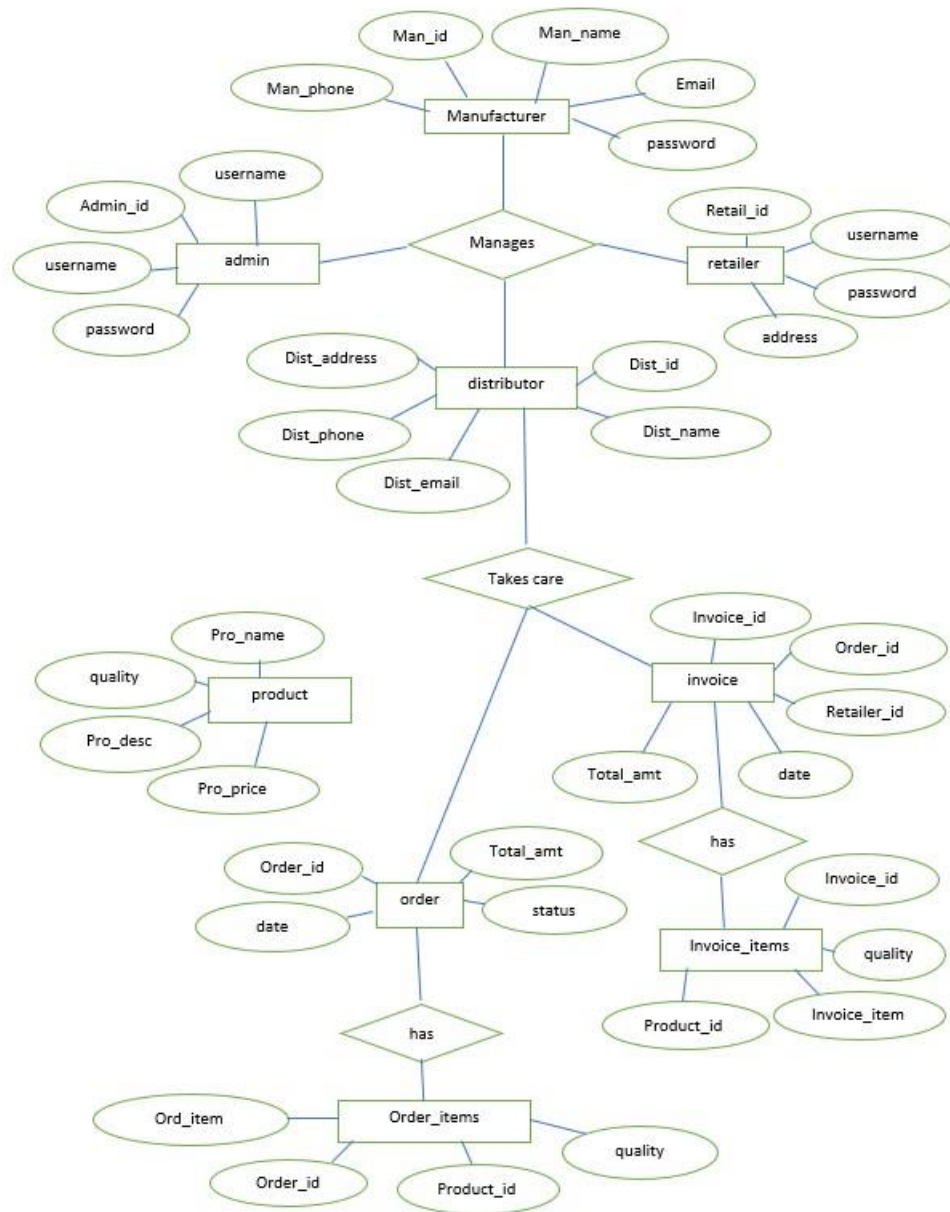 Man_id
Man_name
Man_phone
Email
Manufacturer
password
username
Admin_id
Retail_id
username
Manages
username
admin
retailer
password
password
address
Dist_address
Dist_id
distributor
Dist_phone
Dist_name
Dist_email
Takes care
Invoice_id
Pro_name
Order_id
quality
invoice
product
Retailer_id
Pro_desc
Total_amt
date
Pro_price
has
Total_amt
Order_id
Invoice_id
order
status
date
Invoice_items
quality
Product_id
Invoice_item
has
Ord_item
Order_items
quality
Order_id
Product_id